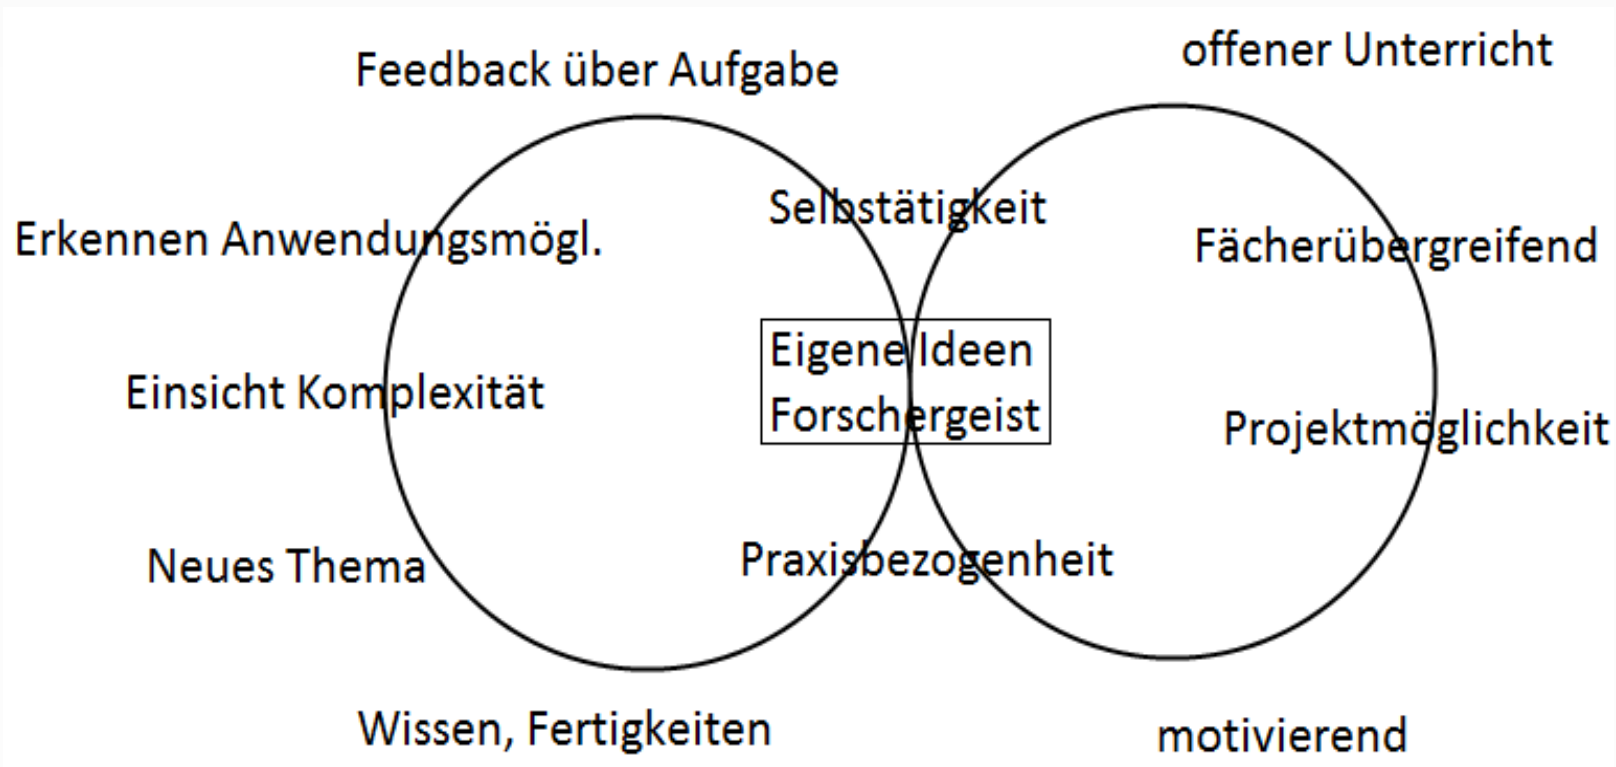 Feedback über Aufgabe
offener Unterricht
Selbstätigkeit
Erkennen Anwendungsmögl.
Fächerübergreifend
Eigene Ideen
Forschergeist
Einsicht Komplexität
Projektmöglichkeit
Neues Thema
Praxisbezogenheit
Wissen, Fertigkeiten
motivierend